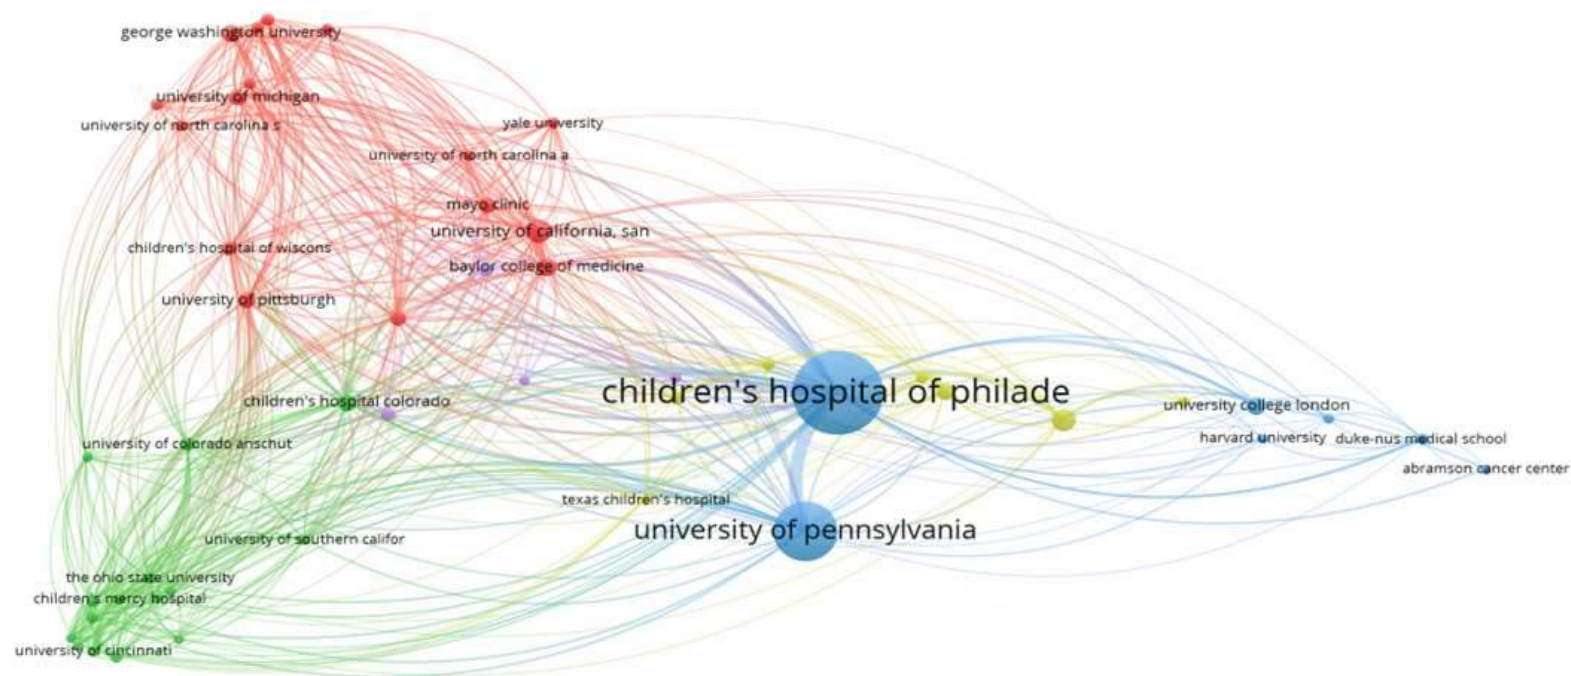 george washington university
university of michigan
university of north carolina s
yale university
university of north carolina a
mayo clinic
university of california, san
children's hospital of wiscons
baylor college of medicine
university of pittsburgh
children's hospital of philade
children's hospital colorado
university college london
harvard university
duke-nus medical school
university of colorado anschut
abramson cancer center
texas children's hospital
university of pennsylvania
university of southern califor
the ohio state university
children's mercy hospital
university of cincinnati